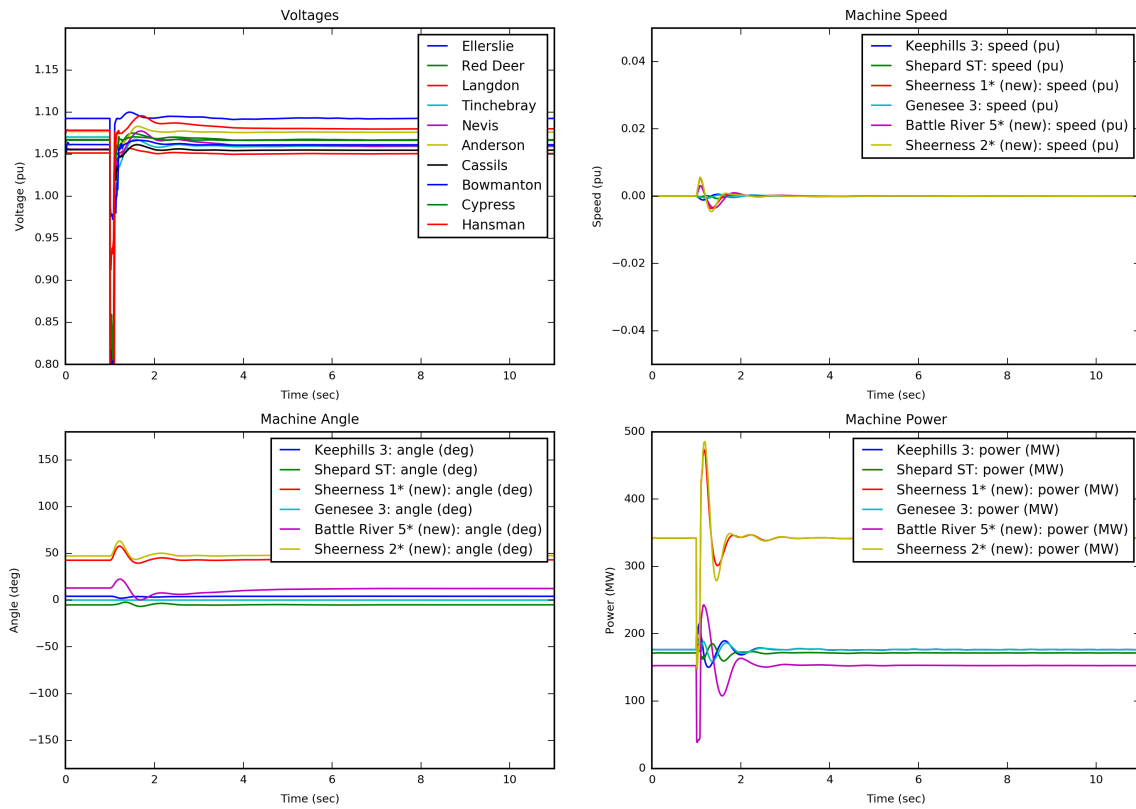 Voltages
Voltage (pu)
1.15
1.10
1.05
1.00
0.95
0.90
0.85
0.80
0
2
4
6
8
10
Time (sec)
Ellerslie
Red Deer
Langdon
Tinchebray
Nevis
Anderson
Cassils
Bowmanton
Cypress
Hansman
Machine Speed
Speed (pu)
0.04
0.02
0.00
−0.02
−0.04
0
2
4
6
8
10
Time (sec)
Keephills 3: speed (pu)
Shepard ST: speed (pu)
Sheerness 1* (new): speed (pu)
Genesee 3: speed (pu)
Battle River 5* (new): speed (pu)
Sheerness 2* (new): speed (pu)
Machine Angle
Angle (deg)
150
100
50
0
−50
−100
−150
0
2
4
6
8
10
Time (sec)
Keephills 3: angle (deg)
Shepard ST: angle (deg)
Sheerness 1* (new): angle (deg)
Genesee 3: angle (deg)
Battle River 5* (new): angle (deg)
Sheerness 2* (new): angle (deg)
Machine Power
Power (MW)
500
400
300
200
100
0
0
2
4
6
8
10
Time (sec)
Keephills 3: power (MW)
Shepard ST: power (MW)
Sheerness 1* (new): power (MW)
Genesee 3: power (MW)
Battle River 5* (new): power (MW)
Sheerness 2* (new): power (MW)